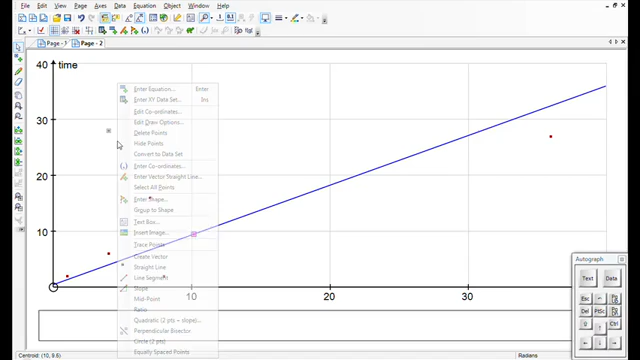 File Edit View Page Axes Data Equation Object Window Help
Page - 1 Page - 2
40 time
30
20
10
10 20 30
Enter Equation... Enter
Enter XY Data Set... Ins
Edit Co-ordinates...
Edit Draw Options...
Delete Points
Hide Points
Convert to Data Set
Enter Co-ordinates...
Enter Vector Straight Line...
Select All Points
Enter Shape...
Group to Shape
Text Box...
Insert Image...
Trace Points
Create Vector
Straight Line
Line Segment
Slope
Mid-Point
Ratio
Quadratic (2 pts – slope)...
Perpendicular Bisector
Circle (2 pts)
Equally Spaced Points
Autograph
Text Data
Esc
Del PtSc
Ctrl
Centroid: (10, 9.6)